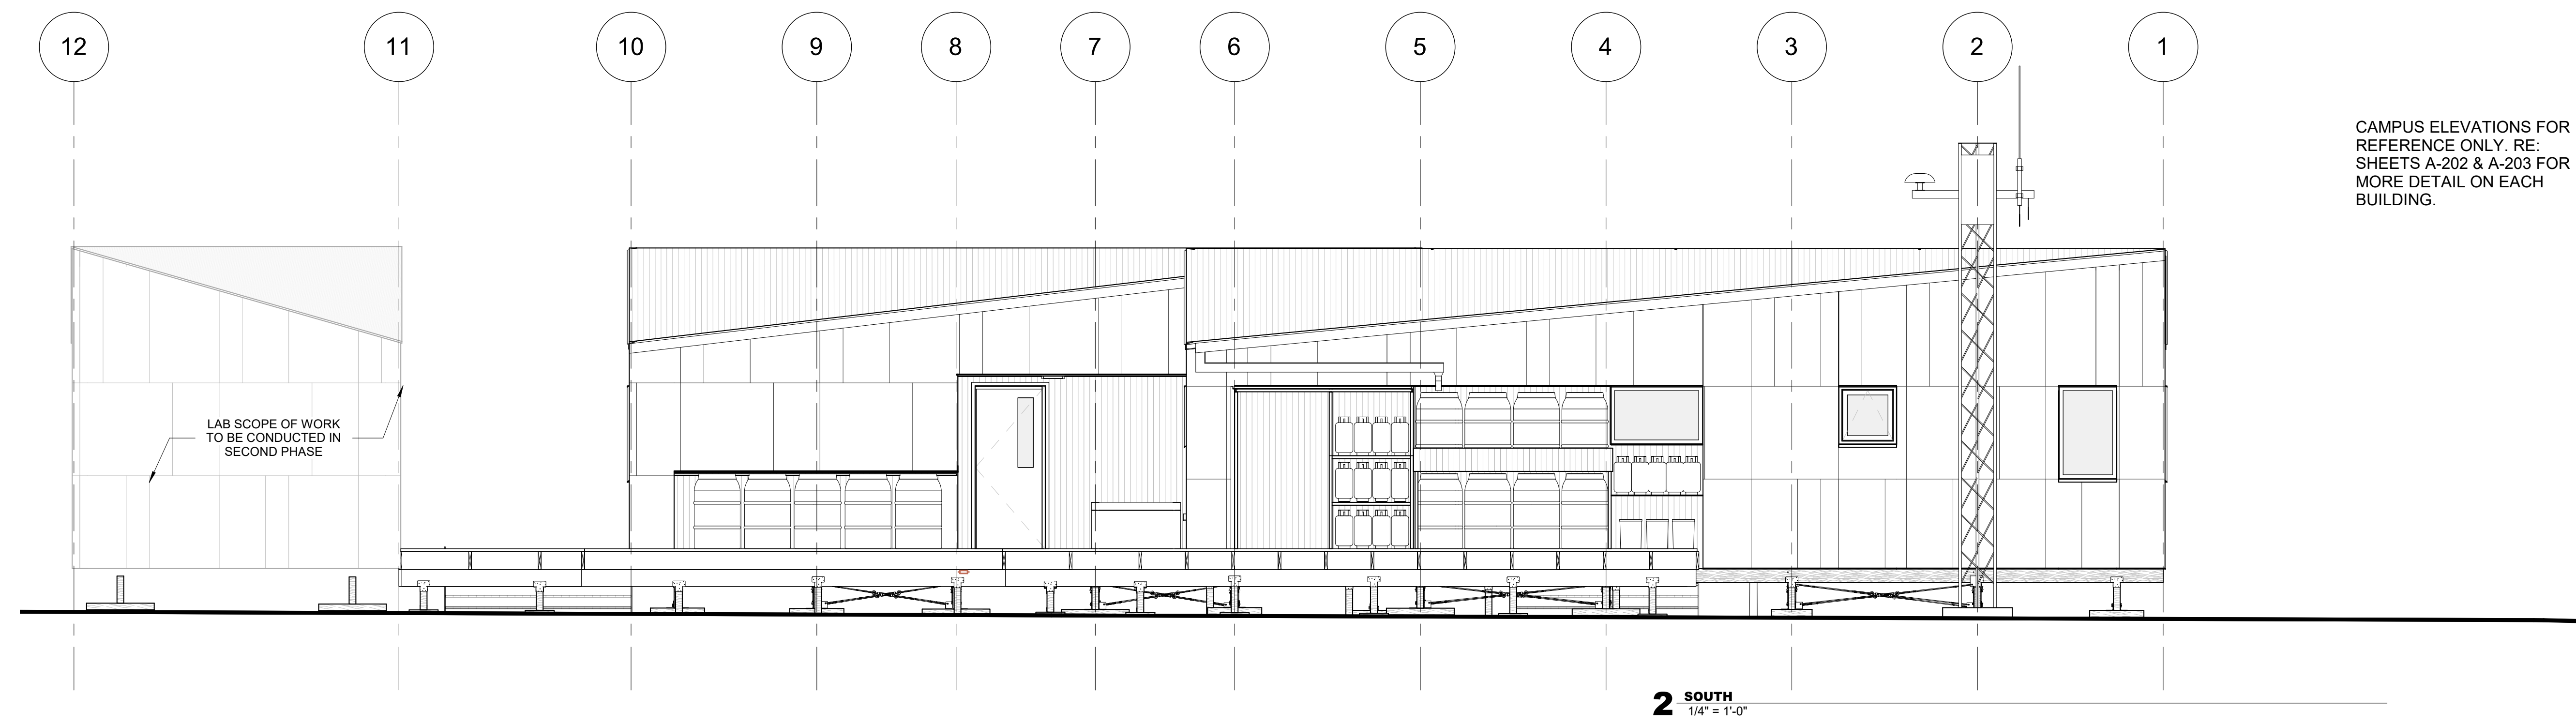 12 11 10 9 8 7 6 5 4 3 2 1
CAMPUS ELEVATIONS FOR
REFERENCE ONLY. RE:
SHEETS A-202 & A-203 FOR
MORE DETAIL ON EACH
BUILDING.
LAB SCOPE OF WORK
TO BE CONDUCTED IN
SECOND PHASE
2 SOUTH
1/4" = 1'-0"